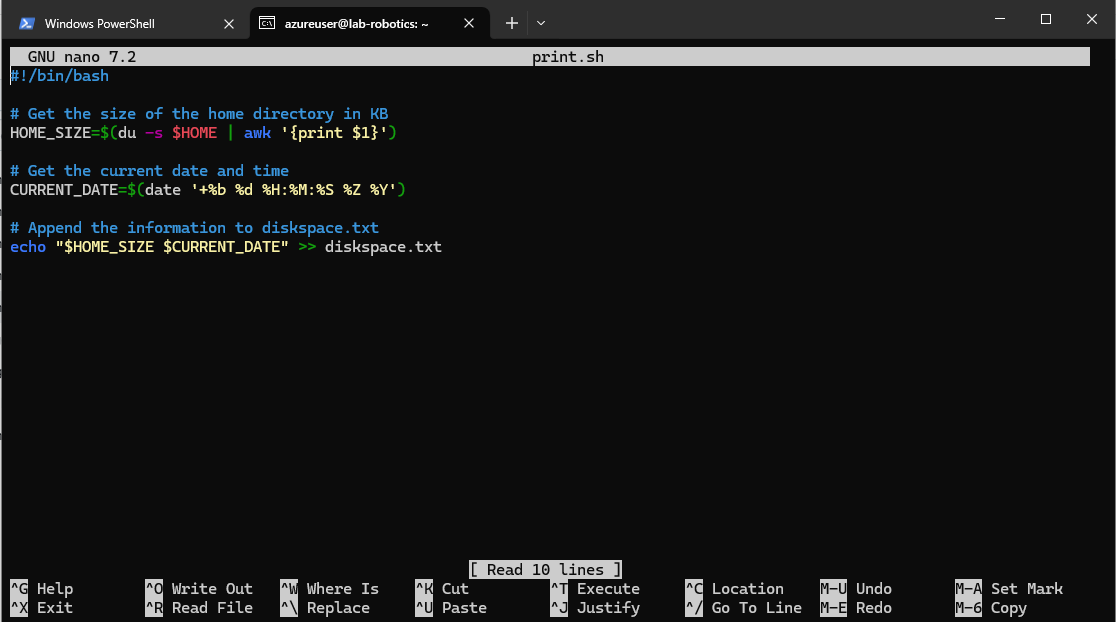 Windows PowerShell
azureuser@lab-robotics: ~
GNU nano 7.2 print.sh
#!/bin/bash
# Get the size of the home directory in KB
HOME_SIZE=$(du -s $HOME | awk '{print $1}')
# Get the current date and time
CURRENT_DATE=$(date '+%b %d %H:%M:%S %Z %Y')
# Append the information to diskspace.txt
echo "$HOME_SIZE $CURRENT_DATE" >> diskspace.txt
[ Read 10 lines ]
^G Help ^O Write Out ^W Where Is ^K Cut ^T Execute ^C Location M-U Undo M-A Set Mark
^X Exit ^R Read File ^\ Replace ^U Paste ^J Justify ^/ Go To Line M-E Redo M-6 Copy